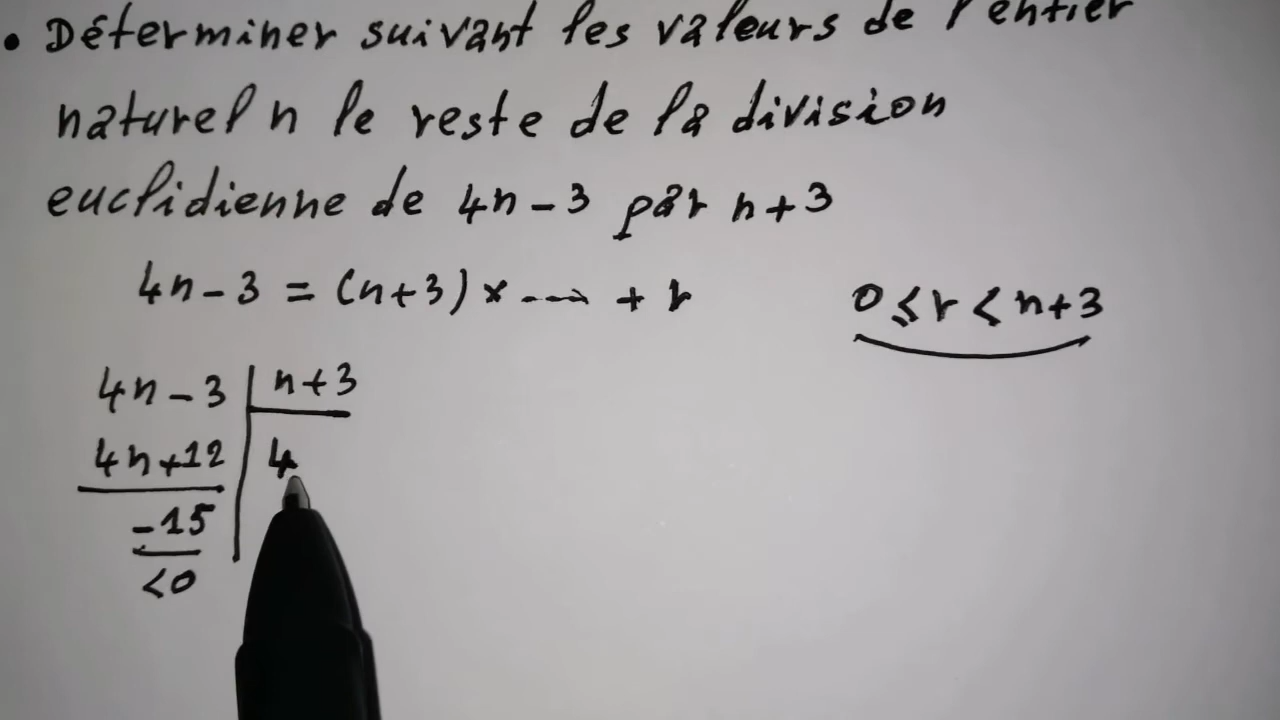 • Déterminer suivant les valeurs de l'entier
naturel n le reste de la division
euclidienne de 4n-3 par n+3
4n-3 = (n+3) × ...... + r
0 ≤ r < n+3
4n-3 | n+3
4n+12 | 4
-15
<0